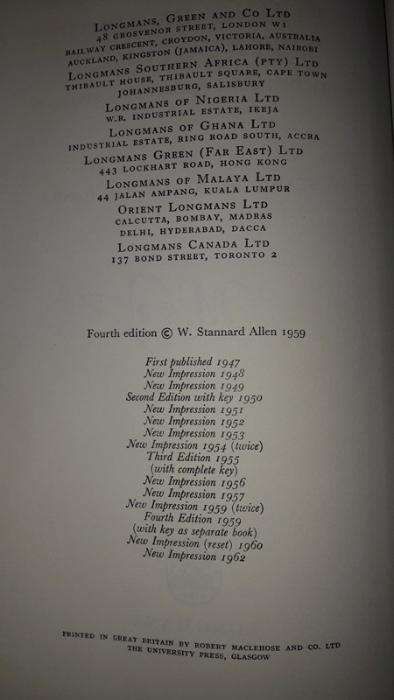 LONGMANS, GREEN AND CO LTD
48 GROSVENOR STREET, LONDON W1
RAILWAY CRESCENT, CROYDON, VICTORIA, AUSTRALIA
AUCKLAND, KINGSTON (JAMAICA), LAHORE, NAIROBI
LONGMANS SOUTHERN AFRICA (PTY) LTD
THIBAULT HOUSE, THIBAULT SQUARE, CAPE TOWN
JOHANNESBURG, SALISBURY
LONGMANS OF NIGERIA LTD
W.R. INDUSTRIAL ESTATE, IKEJA
LONGMANS OF GHANA LTD
INDUSTRIAL ESTATE, RING ROAD SOUTH, ACCRA
LONGMANS GREEN (FAR EAST) LTD
443 LOCKHART ROAD, HONG KONG
LONGMANS OF MALAYA LTD
44 JALAN AMPANG, KUALA LUMPUR
ORIENT LONGMANS LTD
CALCUTTA, BOMBAY, MADRAS
DELHI, HYDERABAD, DACCA
LONGMANS CANADA LTD
137 BOND STREET, TORONTO 2
Fourth edition © W. Stannard Allen 1959
First published 1947
New Impression 1948
New Impression 1949
Second Edition with key 1950
New Impression 1951
New Impression 1952
New Impression 1953
New Impression 1954 (twice)
Third Edition 1955
(with complete key)
New Impression 1956
New Impression 1957
New Impression 1959 (twice)
Fourth Edition 1959
(with key as separate book)
New Impression (reset) 1960
New Impression 1962
PRINTED IN GREAT BRITAIN BY ROBERT MACLEHOSE AND CO. LTD
THE UNIVERSITY PRESS, GLASGOW